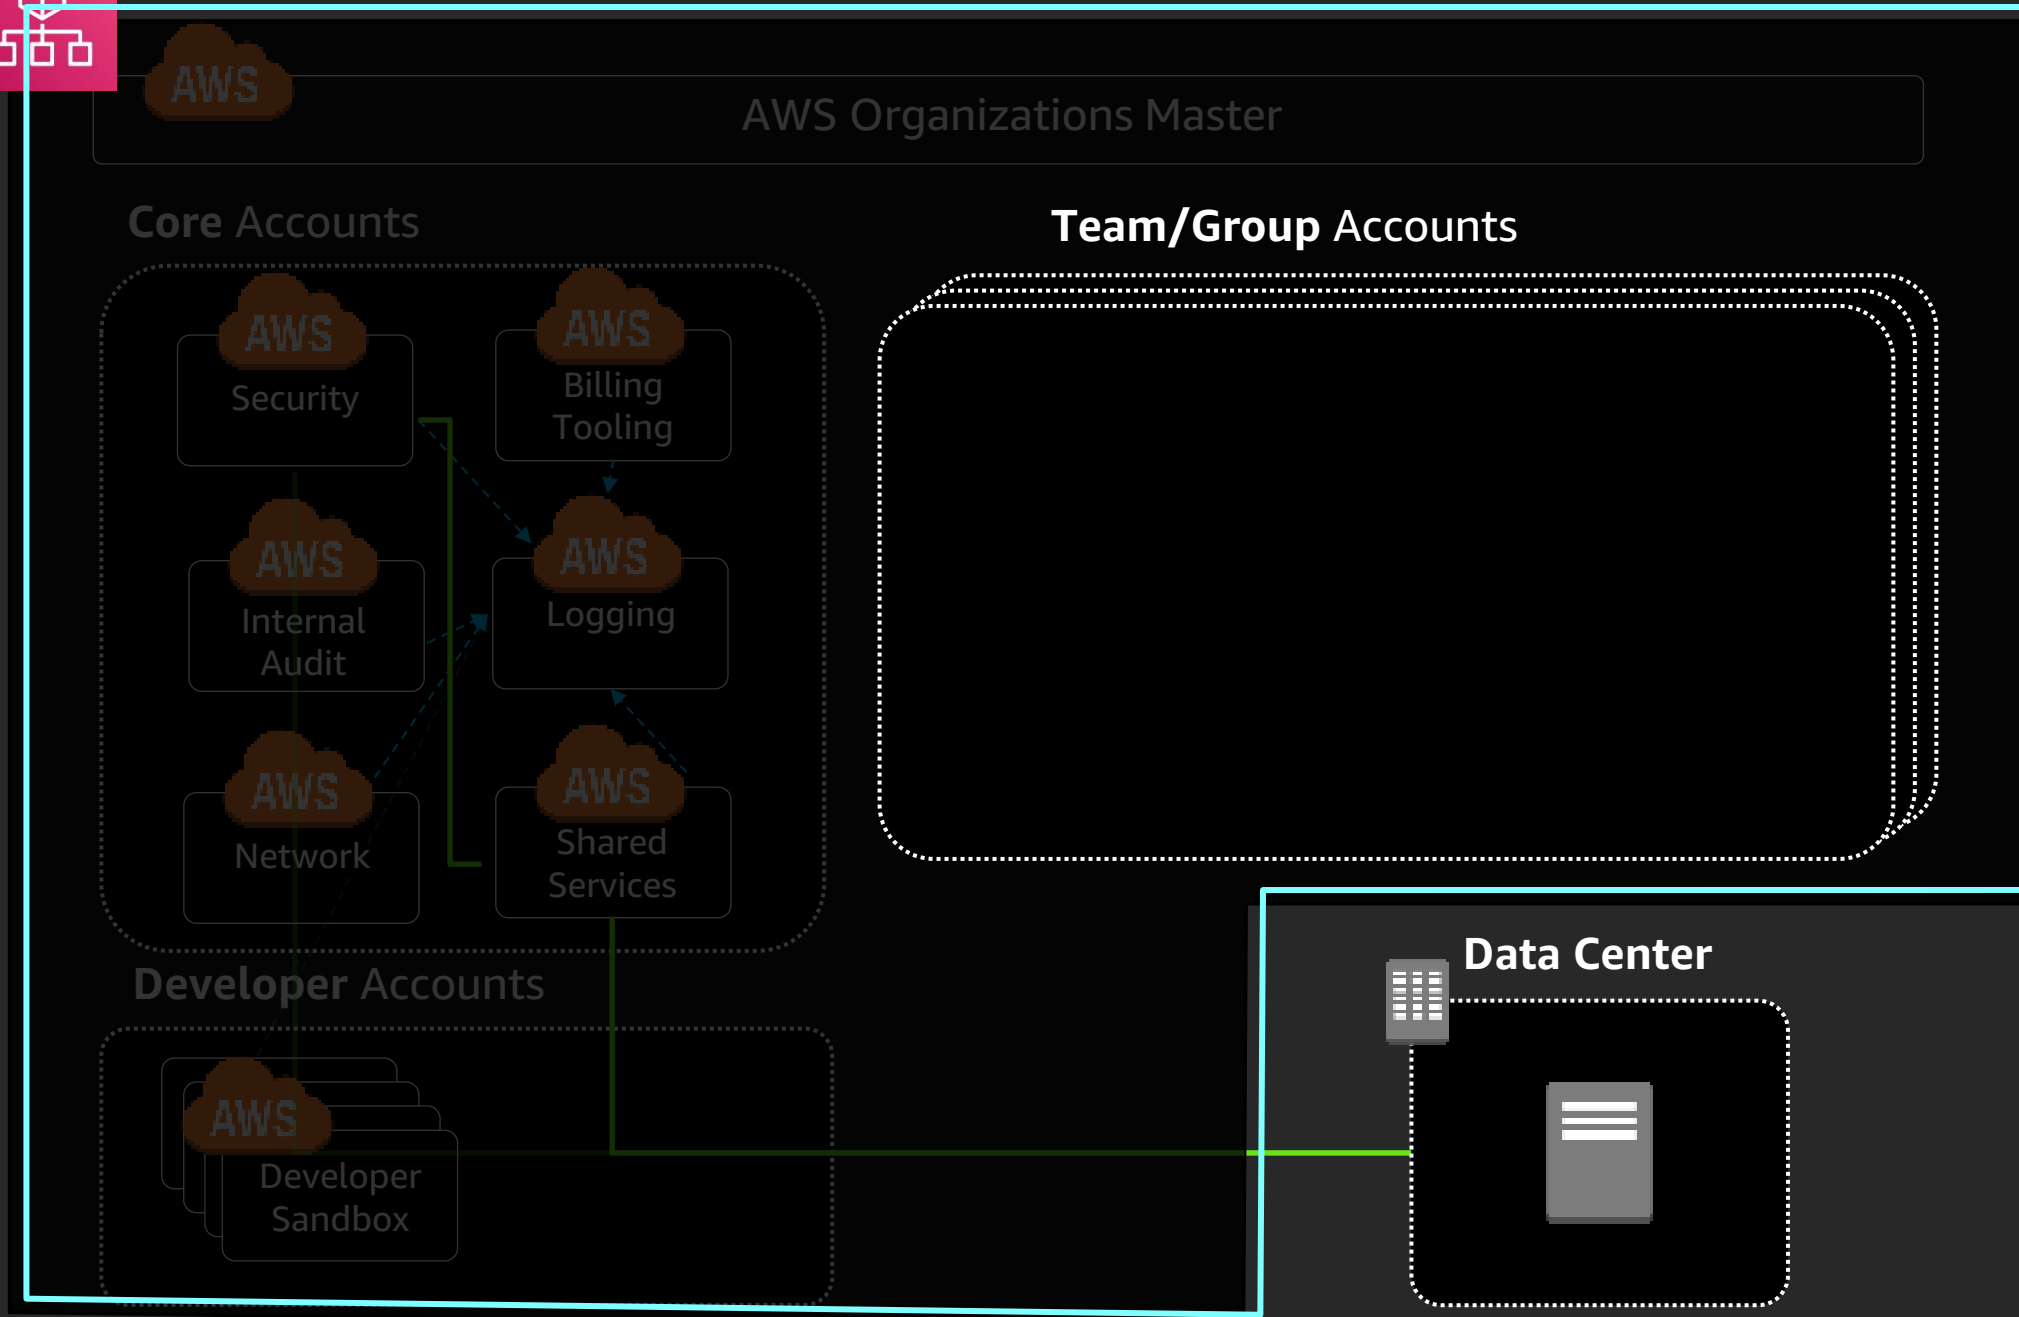 AWS
AWS Organizations Master
Core Accounts
Team/Group Accounts
AWS
Security
AWS
Billing
Tooling
AWS
Internal
Audit
AWS
Logging
AWS
Network
AWS
Shared
Services
Developer Accounts
AWS
Developer
Sandbox
Data Center